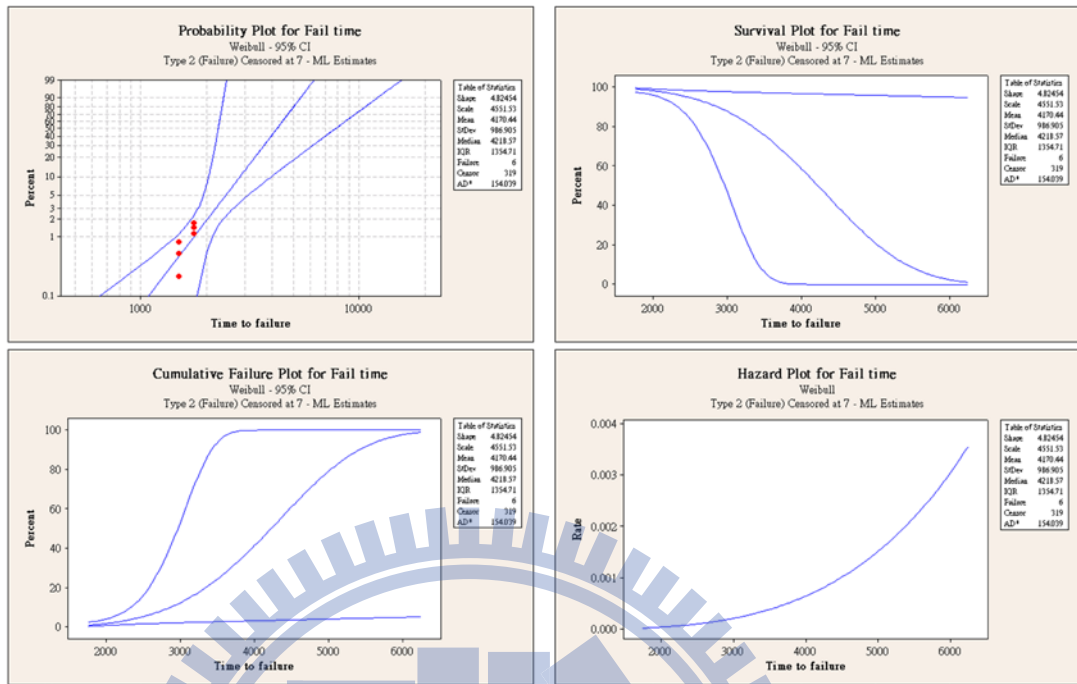 Probability Plot for Fail time
Weibull - 95% CI
Type 2 (Failure) Censored at 7 - ML Estimates
99
90
80
70
60
50
40
30
20
10
5
3
2
1
0.1
Percent
1000
10000
Time to failure
Table of Statistics
Shape 4.82454
Scale 4551.53
Mean 4170.44
StDev 986.905
Median 4218.57
IQR 1354.71
Failure 6
Censor 319
AD* 154.039
Survival Plot for Fail time
Weibull - 95% CI
Type 2 (Failure) Censored at 7 - ML Estimates
100
80
60
40
20
0
Percent
2000
3000
4000
5000
6000
Time to failure
Table of Statistics
Shape 4.82454
Scale 4551.53
Mean 4170.44
StDev 986.905
Median 4218.57
IQR 1354.71
Failure 6
Censor 319
AD* 154.039
Cumulative Failure Plot for Fail time
Weibull - 95% CI
Type 2 (Failure) Censored at 7 - ML Estimates
100
80
60
40
20
0
Percent
2000
3000
4000
5000
6000
Time to failure
Table of Statistics
Shape 4.82454
Scale 4551.53
Mean 4170.44
StDev 986.905
Median 4218.57
IQR 1354.71
Failure 6
Censor 319
AD* 154.039
Hazard Plot for Fail time
Weibull
Type 2 (Failure) Censored at 7 - ML Estimates
0.004
0.003
0.002
0.001
0.000
Rate
2000
3000
4000
5000
6000
Time to failure
Table of Statistics
Shape 4.82454
Scale 4551.53
Mean 4170.44
StDev 986.905
Median 4218.57
IQR 1354.71
Failure 6
Censor 319
AD* 154.039